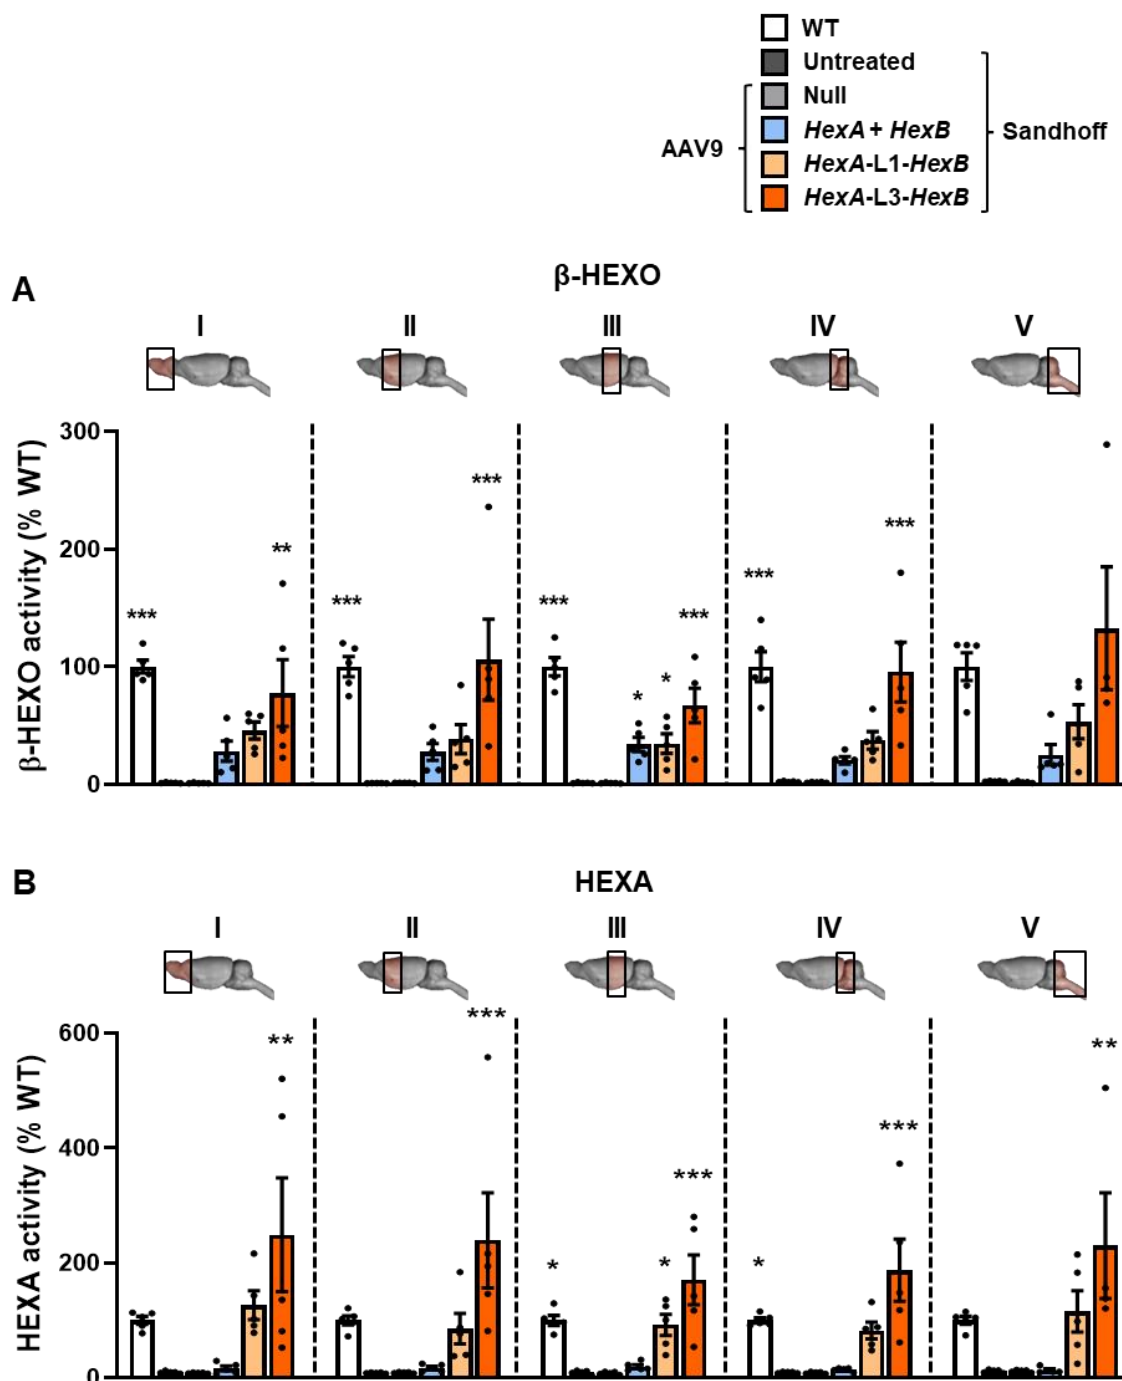 WT
Untreated
Null
HexA + HexB
HexA-L1-HexB
HexA-L3-HexB
AAV9
Sandhoff
A
β-HEXO
I II III IV V
β-HEXO activity (% WT)
300
200
100
0
*** ** *** *** *** * * *** *** ***
B
HEXA
I II III IV V
HEXA activity (% WT)
600
400
200
0
** *** * * *** * *** **